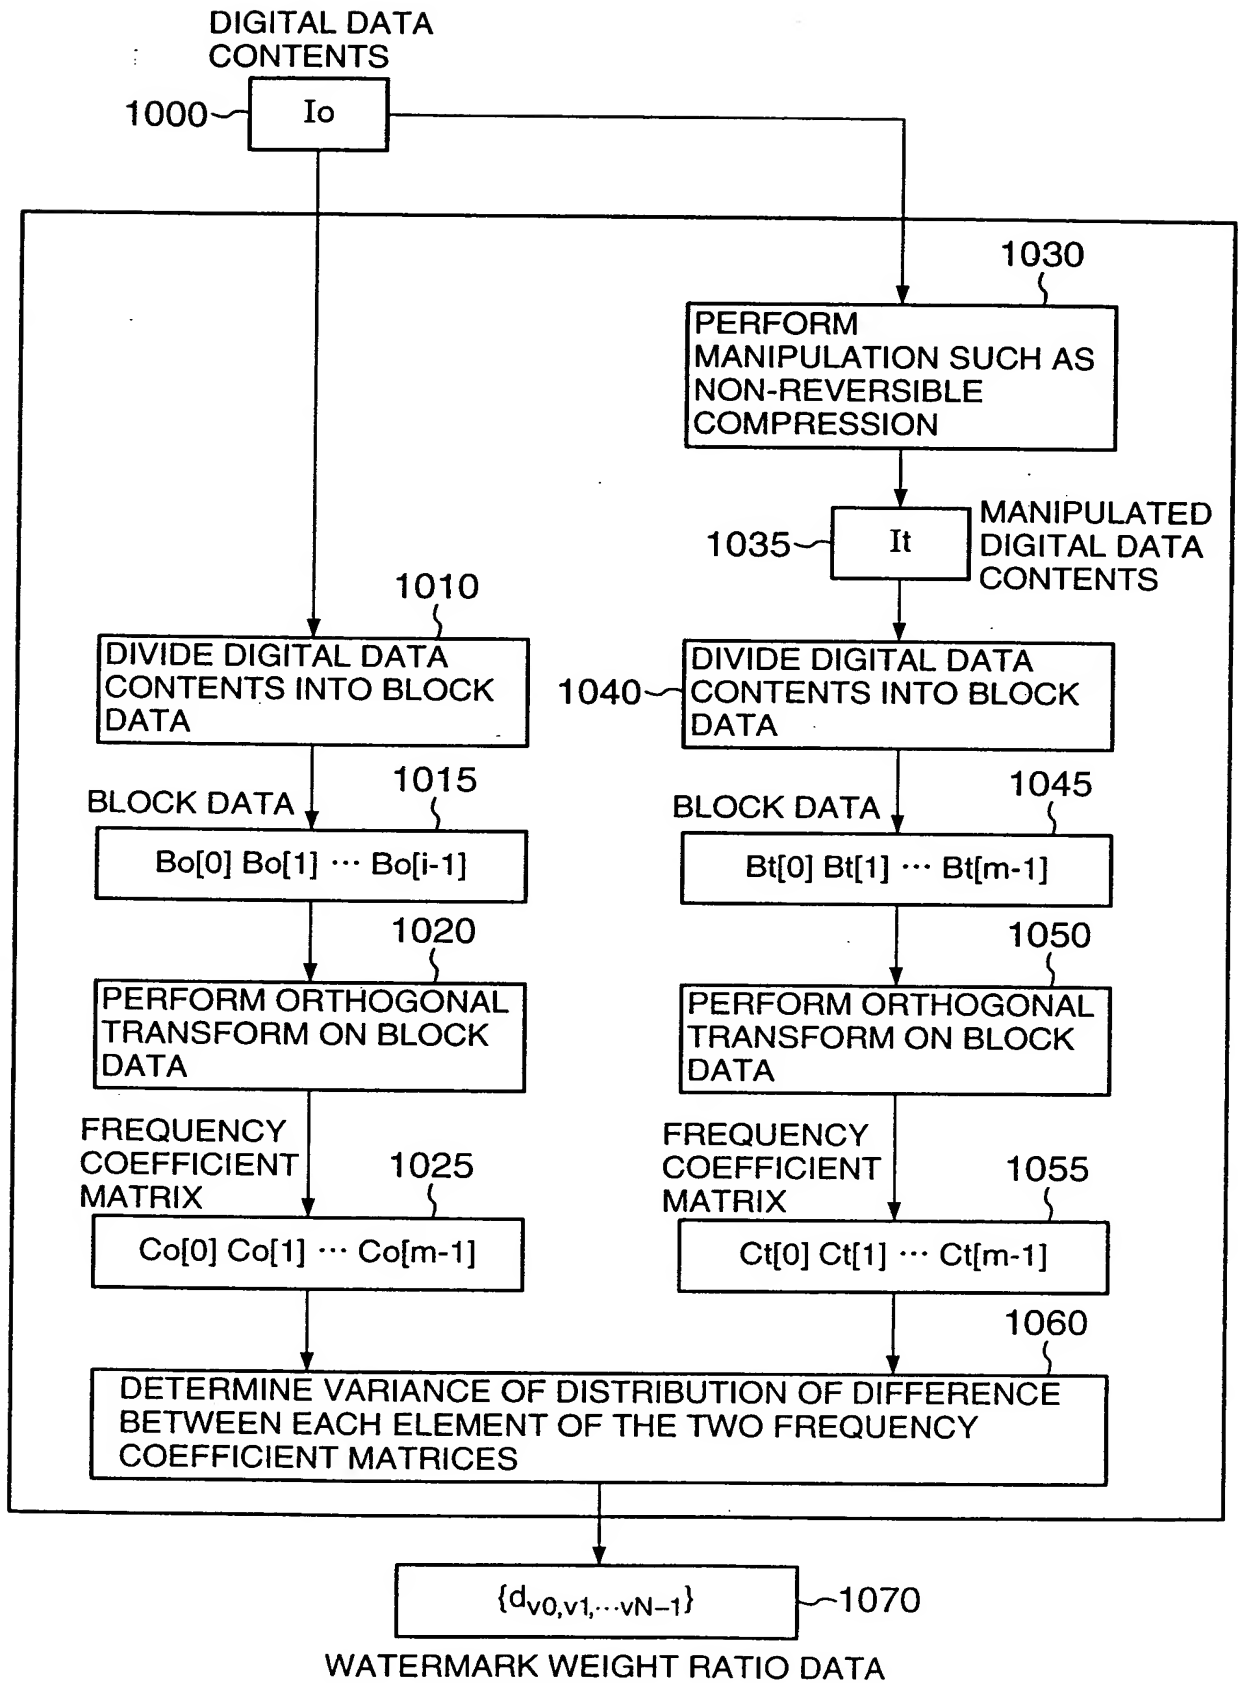 DIGITAL DATA
CONTENTS
1000
Io
1030
PERFORM
MANIPULATION SUCH AS
NON-REVERSIBLE
COMPRESSION
1035
It
MANIPULATED
DIGITAL DATA
CONTENTS
1010
DIVIDE DIGITAL DATA
CONTENTS INTO BLOCK
DATA
1040
DIVIDE DIGITAL DATA
CONTENTS INTO BLOCK
DATA
BLOCK DATA
1015
Bo[0] Bo[1] ··· Bo[i-1]
BLOCK DATA
1045
Bt[0] Bt[1] ··· Bt[m-1]
1020
PERFORM ORTHOGONAL
TRANSFORM ON BLOCK
DATA
1050
PERFORM ORTHOGONAL
TRANSFORM ON BLOCK
DATA
FREQUENCY
COEFFICIENT
MATRIX
1025
Co[0] Co[1] ··· Co[m-1]
FREQUENCY
COEFFICIENT
MATRIX
1055
Ct[0] Ct[1] ··· Ct[m-1]
1060
DETERMINE VARIANCE OF DISTRIBUTION OF DIFFERENCE
BETWEEN EACH ELEMENT OF THE TWO FREQUENCY
COEFFICIENT MATRICES
{dv0,v1,···vN−1}
1070
WATERMARK WEIGHT RATIO DATA